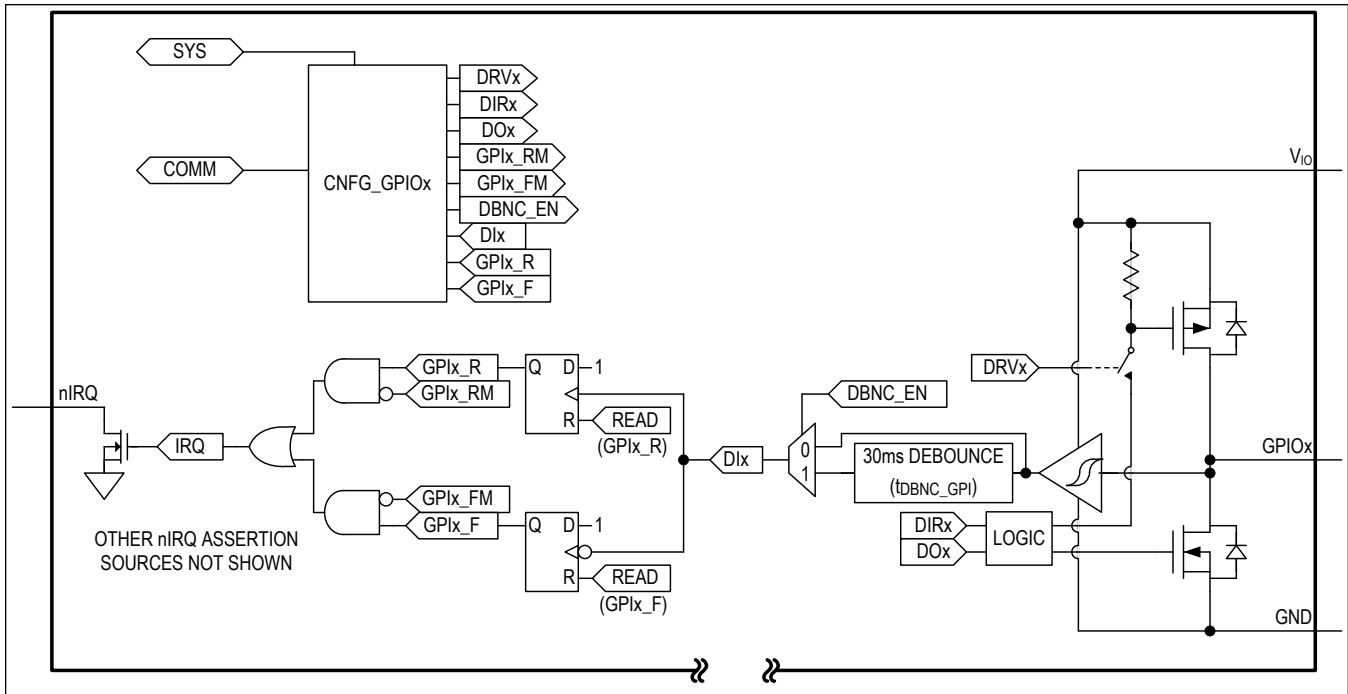 SYS
DRVx
DIRx
DOx
COMM
CNFG_GPIOx
GPIx_RM
GPIx_FM
DBNC_EN
DIx
GPIx_R
GPIx_F
VIO
nIRQ
GPIx_R
GPIx_RM
Q D 1
R
READ
(GPIx_R)
DBNC_EN
DRVx
IRQ
DIx
0
1
30ms DEBOUNCE
(tDBNC_GPI)
GPIOx
GPIx_FM
GPIx_F
Q D 1
R
READ
(GPIx_F)
DIRx
DOx
LOGIC
OTHER nIRQ ASSERTION
SOURCES NOT SHOWN
GND